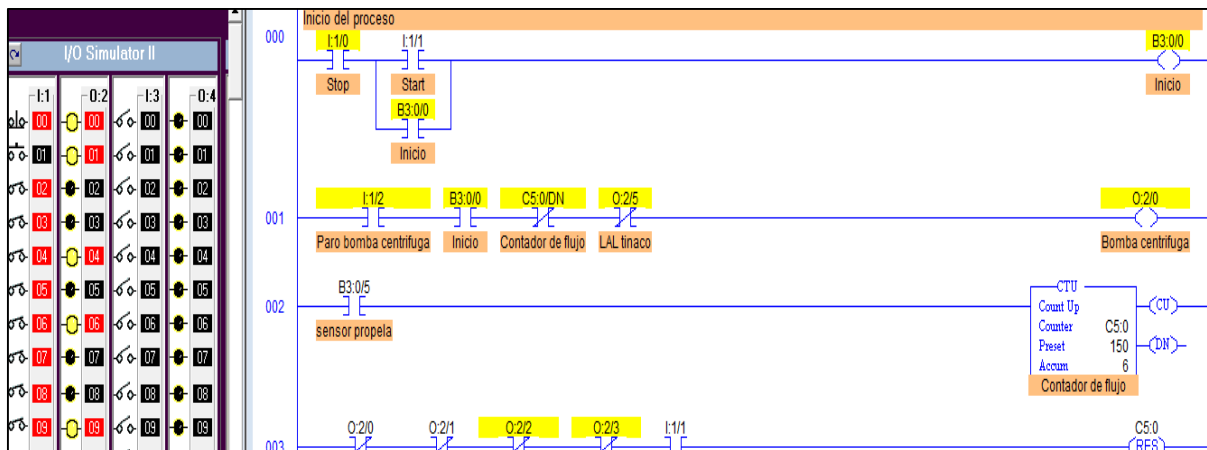 I/O Simulator II
I:1 O:2 I:3 O:4
00 00 00 00
01 01 01 01
02 02 02 02
03 03 03 03
04 04 04 04
05 05 05 05
06 06 06 06
07 07 07 07
08 08 08 08
09 09 09 09
Inicio del proceso
000
I:1/0 I:1/1 B3:0/0
Stop Start Inicio
B3:0/0
Inicio
I:1/2 B3:0/0 C5:0/DN O:2/5 O:2/0
001
Paro bomba centrifuga Inicio Contador de flujo LAL tinaco Bomba centrifuga
B3:0/5
002
sensor propela
CTU
Count Up
Counter C5:0
Preset 150
Accum 6
CU
DN
Contador de flujo
O:2/0 O:2/1 O:2/2 O:2/3 I:1/1 C5:0
003
RES